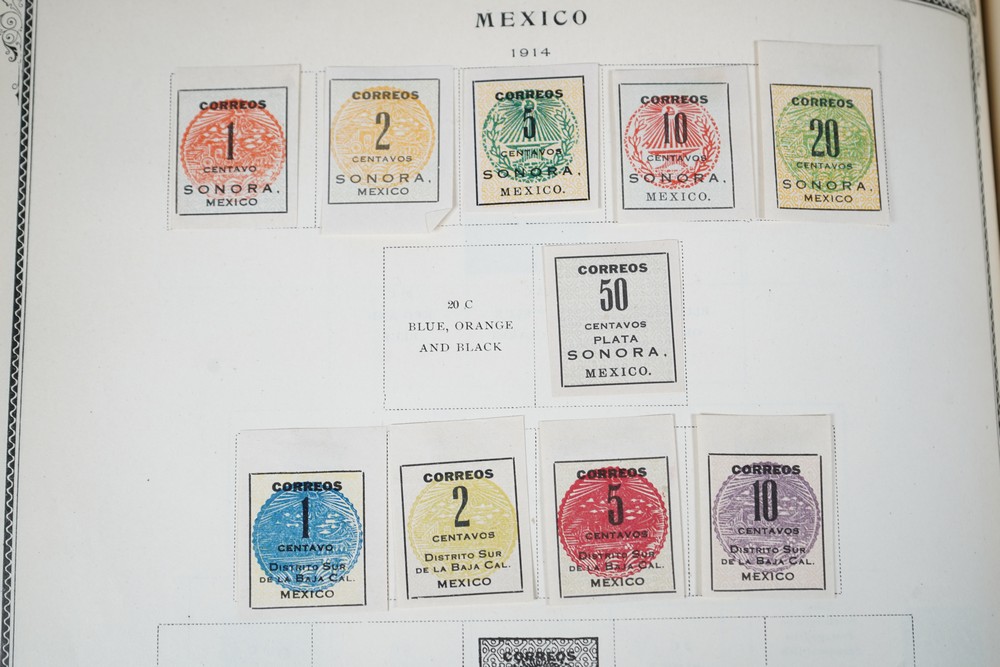 MEXICO
1914
CORREOS
1
CENTAVO
SONORA.
MEXICO
CORREOS
2
CENTAVOS
SONORA.
MEXICO
CORREOS
5
CENTAVOS
SONORA.
MEXICO.
CORREOS
10
CENTAVOS
SONORA.
MEXICO.
CORREOS
20
CENTAVOS
SONORA.
MEXICO.
20 C
BLUE, ORANGE
AND BLACK
CORREOS
50
CENTAVOS
PLATA
SONORA.
MEXICO.
CORREOS
1
CENTAVO
DISTRITO SUR
DE LA BAJA CAL.
MEXICO
CORREOS
2
CENTAVOS
DISTRITO SUR
DE LA BAJA CAL.
MEXICO
CORREOS
5
CENTAVOS
DISTRITO SUR
DE LA BAJA CAL.
MEXICO
CORREOS
10
CENTAVOS
DISTRITO SUR
DE LA BAJA CAL.
MEXICO
CORREOS